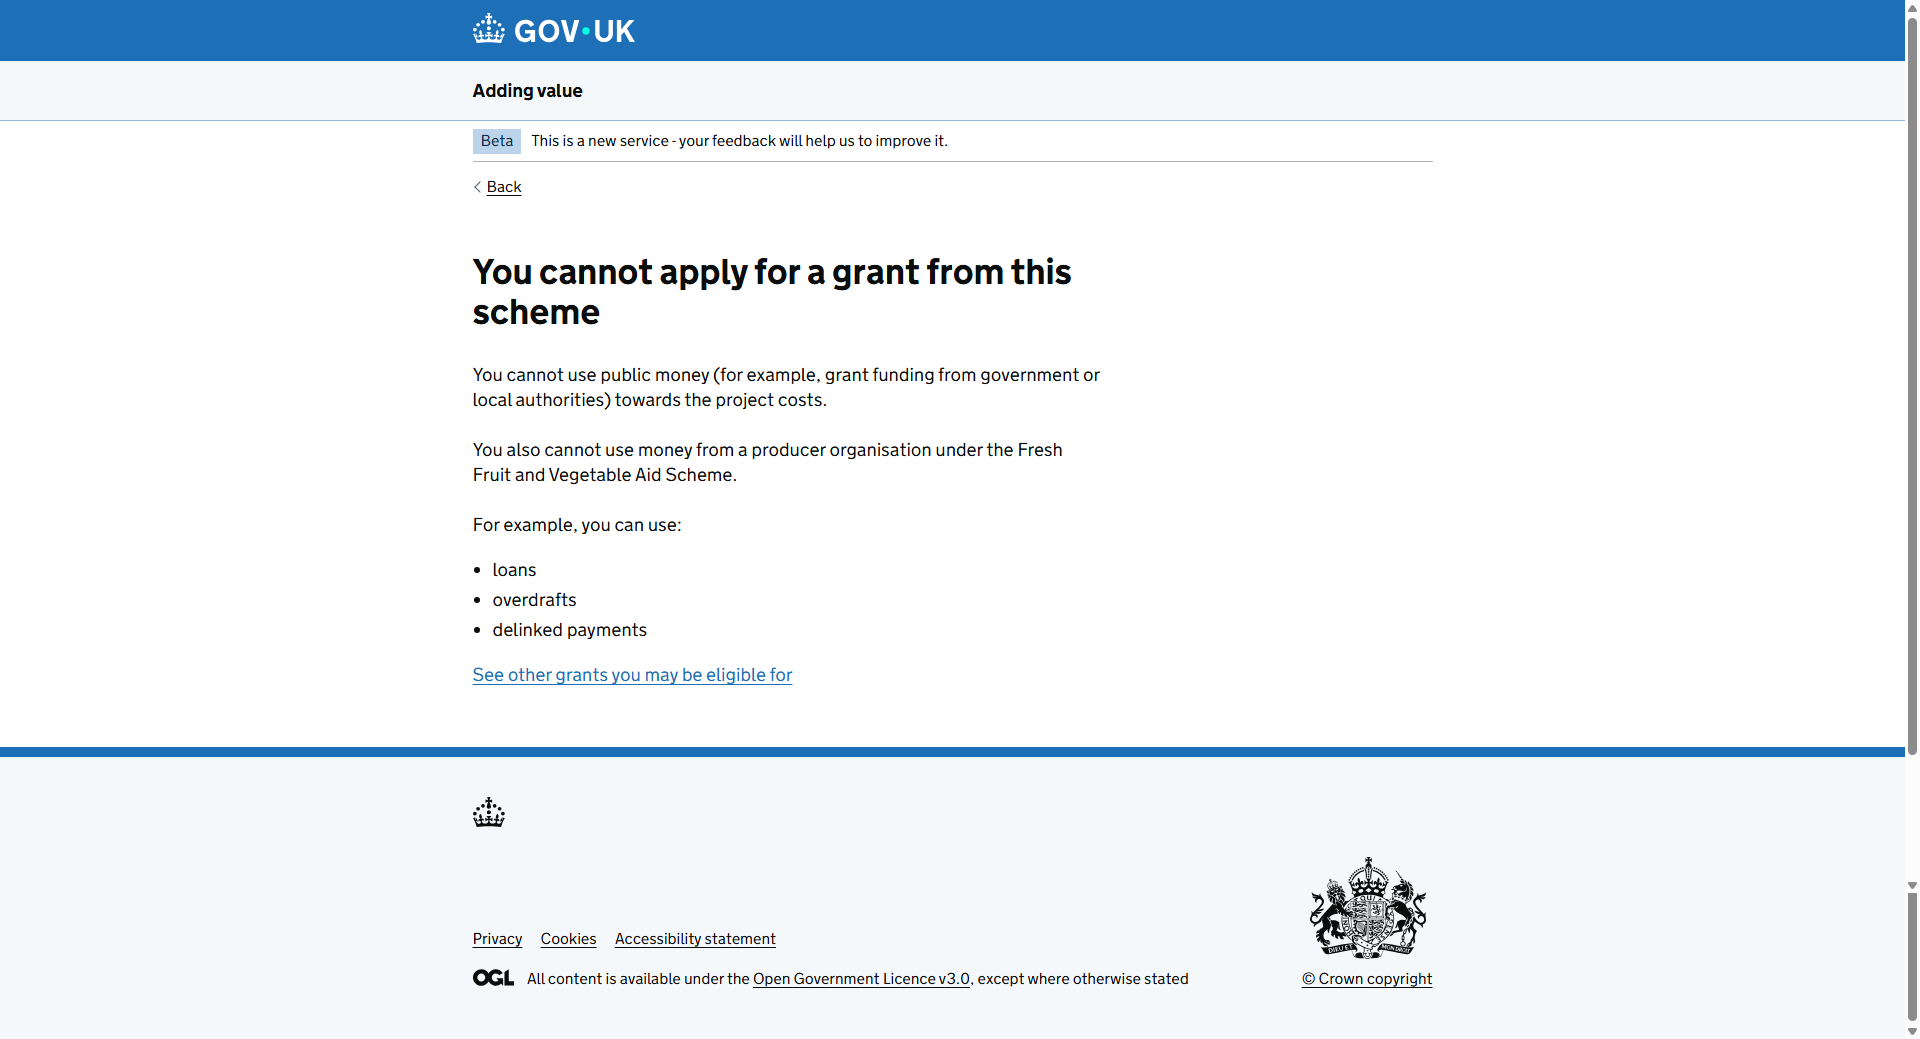 GOV·UK
Adding value
Beta This is a new service - your feedback will help us to improve it.
Back
You cannot apply for a grant from this
scheme
You cannot use public money (for example, grant funding from government or
local authorities) towards the project costs.
You also cannot use money from a producer organisation under the Fresh
Fruit and Vegetable Aid Scheme.
For example, you can use:
• loans
• overdrafts
• delinked payments
See other grants you may be eligible for
Privacy Cookies Accessibility statement
OGL All content is available under the Open Government Licence v3.0, except where otherwise stated
© Crown copyright